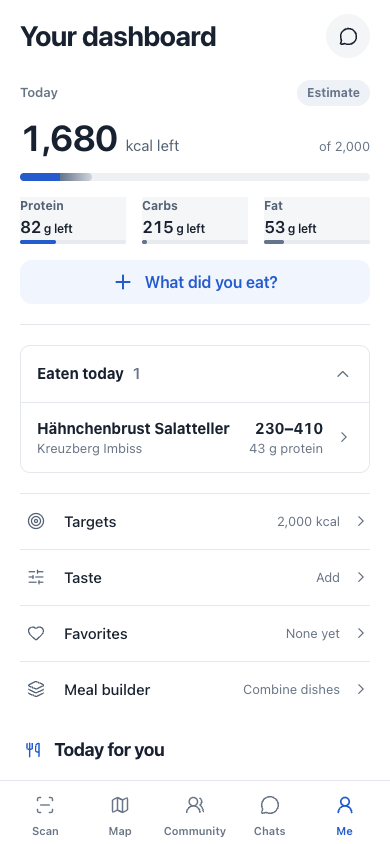 Your dashboard
Today
Estimate
1,680 kcal left
of 2,000
Protein
82 g left
Carbs
215 g left
Fat
53 g left
What did you eat?
Eaten today 1
Hähnchenbrust Salatteller
230–410
Kreuzberg Imbiss
43 g protein
Targets
2,000 kcal
Taste
Add
Favorites
None yet
Meal builder
Combine dishes
Today for you
Scan
Map
Community
Chats
Me